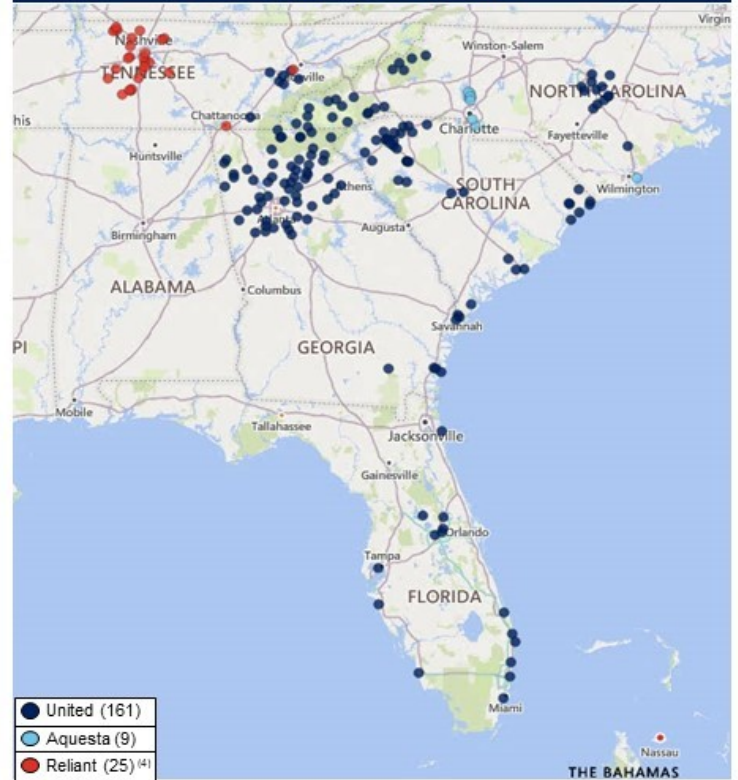 Virgin
Nashville
Winston-Salem
TENNESSEE
ville
NORTH CAROLINA
his
Chattanooga
Charlotte
Fayetteville
Huntsville
Athens
SOUTH
CAROLINA
Wilmington
Atlanta
Augusta
Birmingham
ALABAMA
Columbus
Savannah
PI
GEORGIA
Mobile
Tallahassee
Jacksonville
Gainesville
Orlando
Tampa
FLORIDA
United (161)
Aquesta (9)
Miami
Reliant (25) (4)
Nassau
THE BAHAMAS